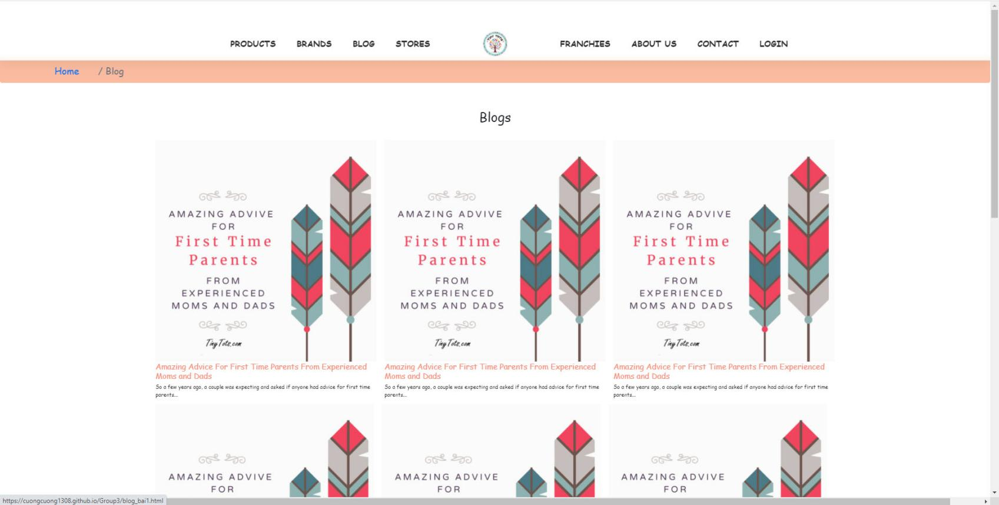 PRODUCTS BRANDS BLOG STORES TINY TOTS FRANCHIES ABOUT US CONTACT LOGIN
Home / Blog
Blogs
AMAZING ADVIVE
FOR
First Time
Parents
FROM
EXPERIENCED
MOMS AND DADS
TinyTots.com
Amazing Advice For First Time Parents From Experienced
Moms and Dads
So a few years ago, a couple was expecting and asked if anyone had advice for first time
parents...
AMAZING ADVIVE
FOR
First Time
Parents
FROM
EXPERIENCED
MOMS AND DADS
TinyTots.com
Amazing Advice For First Time Parents From Experienced
Moms and Dads
So a few years ago, a couple was expecting and asked if anyone had advice for first time
parents...
AMAZING ADVIVE
FOR
First Time
Parents
FROM
EXPERIENCED
MOMS AND DADS
TinyTots.com
Amazing Advice For First Time Parents From Experienced
Moms and Dads
So a few years ago, a couple was expecting and asked if anyone had advice for first time
parents...
AMAZING ADVIVE
FOR
AMAZING ADVIVE
FOR
AMAZING ADVIVE
FOR
https://cuongcuong1308.github.io/Group3/blog_bai1.html